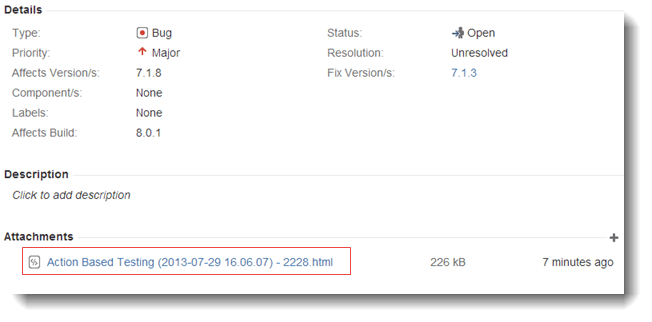 Details
Type: Bug Status: Open
Priority: Major Resolution: Unresolved
Affects Version/s: 7.1.8 Fix Version/s: 7.1.3
Component/s: None
Labels: None
Affects Build: 8.0.1
Description
Click to add description
Attachments +
Action Based Testing (2013-07-29 16.06.07) - 2228.html 226 kB 7 minutes ago